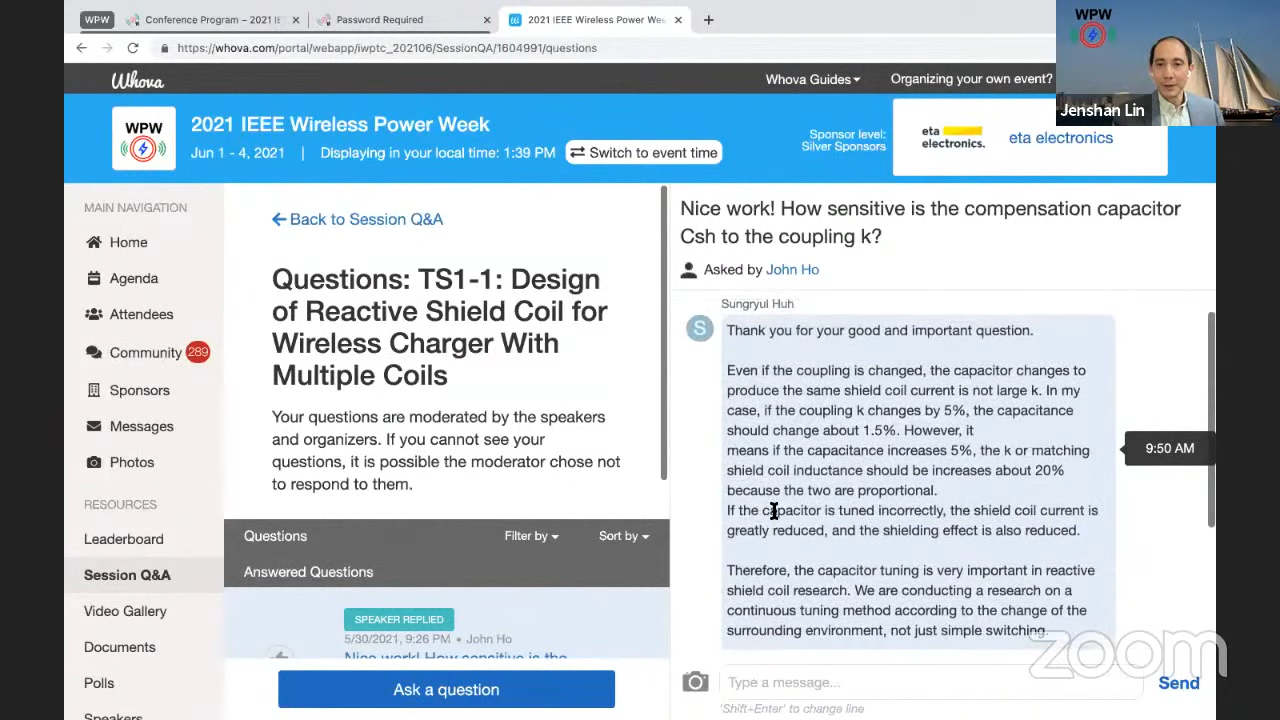 WPW
Conference Program – 2021 IE
Password Required
2021 IEEE Wireless Power Wee
https://whova.com/portal/webapp/iwptc_202106/SessionQA/1604991/questions
WPW
Jenshan Lin
Whova
Whova Guides
Organizing your own event?
WPW
2021 IEEE Wireless Power Week
Jun 1 - 4, 2021 | Displaying in your local time: 1:39 PM
Switch to event time
Sponsor level:
Silver Sponsors
eta
electronics.
eta electronics
MAIN NAVIGATION
Home
Agenda
Attendees
Community 289
Sponsors
Messages
Photos
RESOURCES
Leaderboard
Session Q&A
Video Gallery
Documents
Polls
Speakers
Back to Session Q&A
Questions: TS1-1: Design
of Reactive Shield Coil for
Wireless Charger With
Multiple Coils
Your questions are moderated by the speakers
and organizers. If you cannot see your
questions, it is possible the moderator chose not
to respond to them.
Questions
Filter by
Sort by
Answered Questions
SPEAKER REPLIED
5/30/2021, 9:26 PM • John Ho
Nice work! How sensitive is the
Ask a question
Nice work! How sensitive is the compensation capacitor
Csh to the coupling k?
Asked by John Ho
Sungryul Huh
S
Thank you for your good and important question.
Even if the coupling is changed, the capacitor changes to
produce the same shield coil current is not large k. In my
case, if the coupling k changes by 5%, the capacitance
should change about 1.5%. However, it
means if the capacitance increases 5%, the k or matching
shield coil inductance should be increases about 20%
because the two are proportional.
If the capacitor is tuned incorrectly, the shield coil current is
greatly reduced, and the shielding effect is also reduced.
Therefore, the capacitor tuning is very important in reactive
shield coil research. We are conducting a research on a
continuous tuning method according to the change of the
surrounding environment, not just simple switching.
9:50 AM
Type a message...
Send
'Shift+Enter' to change line
zoom